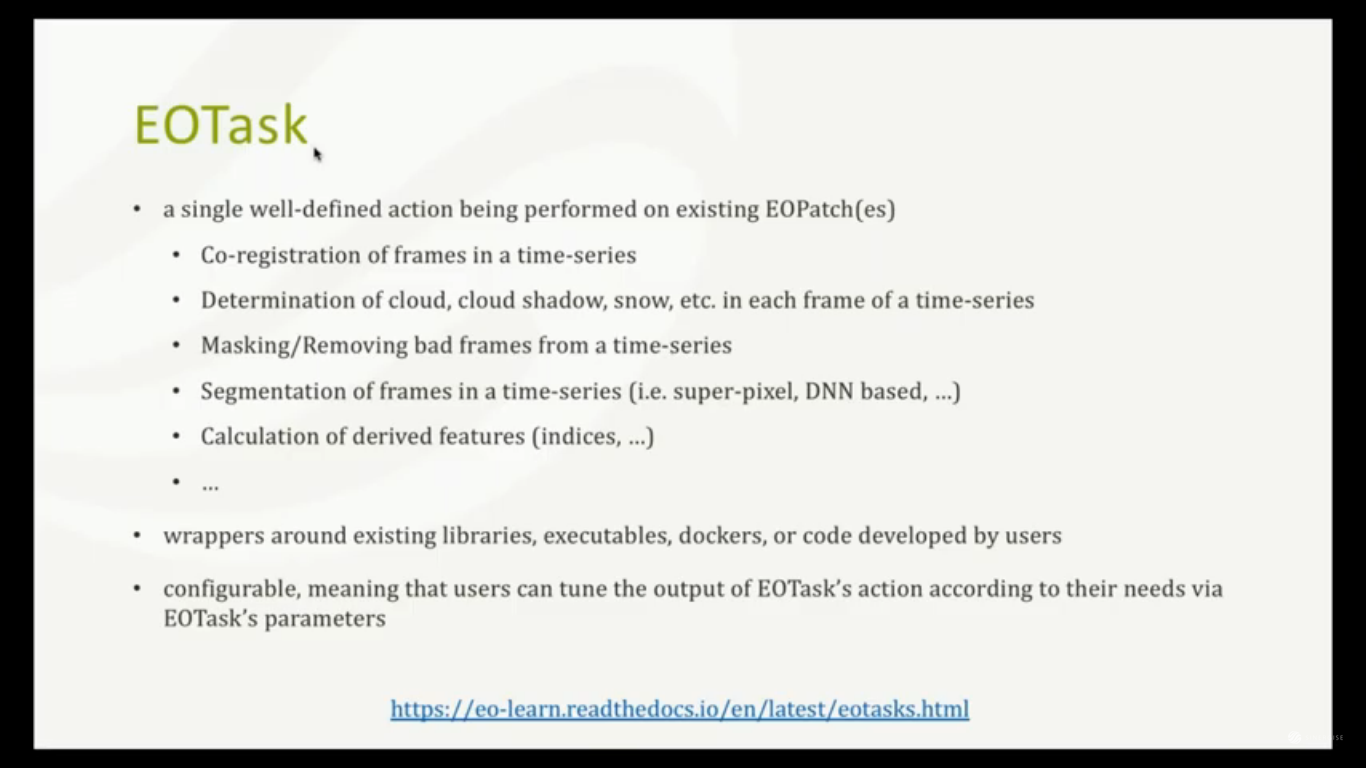 EOTask
• a single well-defined action being performed on existing EOPatch(es)
• Co-registration of frames in a time-series
• Determination of cloud, cloud shadow, snow, etc. in each frame of a time-series
• Masking/Removing bad frames from a time-series
• Segmentation of frames in a time-series (i.e. super-pixel, DNN based, …)
• Calculation of derived features (indices, …)
• …
• wrappers around existing libraries, executables, dockers, or code developed by users
• configurable, meaning that users can tune the output of EOTask’s action according to their needs via
EOTask’s parameters
https://eo-learn.readthedocs.io/en/latest/eotasks.html